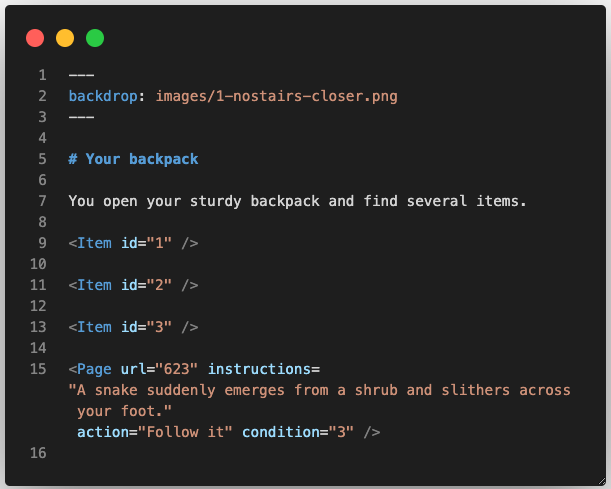 1 ---
2 backdrop: images/1-nostairs-closer.png
3 ---
4
5 # Your backpack
6
7 You open your sturdy backpack and find several items.
8
9 <Item id="1" />
10
11 <Item id="2" />
12
13 <Item id="3" />
14
15 <Page url="623" instructions=
"A snake suddenly emerges from a shrub and slithers across
your foot."
action="Follow it" condition="3" />
16